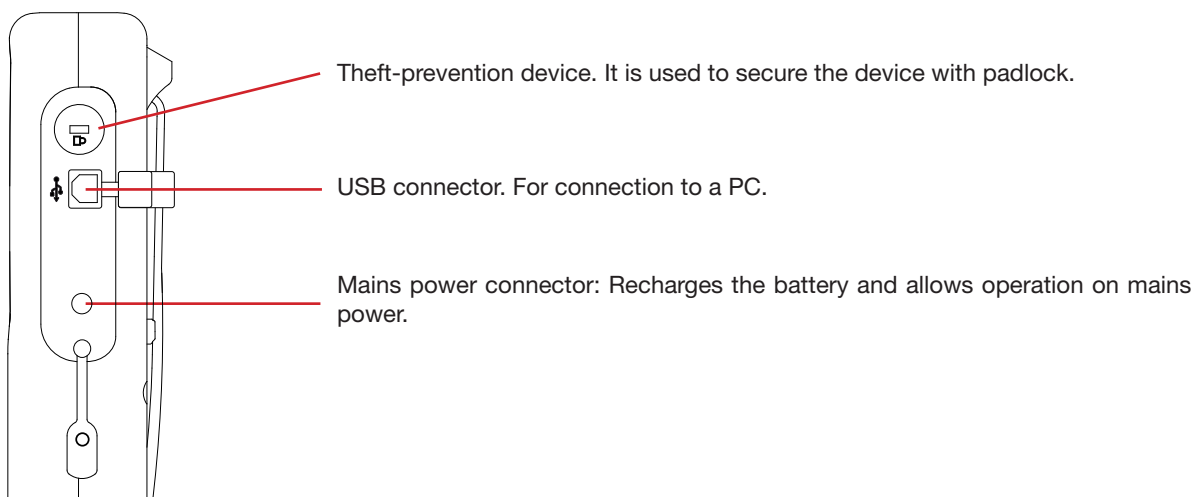 Theft-prevention device. It is used to secure the device with padlock.
USB connector. For connection to a PC.
Mains power connector: Recharges the battery and allows operation on mains
power.